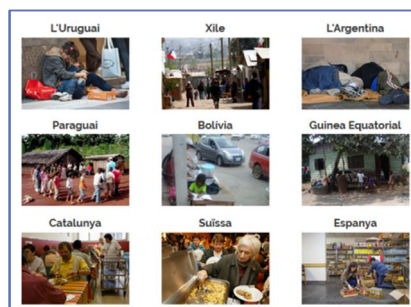 L'Uruguai
Xile
L'Argentina
Paraguai
Bolívia
Guinea Equatorial
Catalunya
Suïssa
Espanya